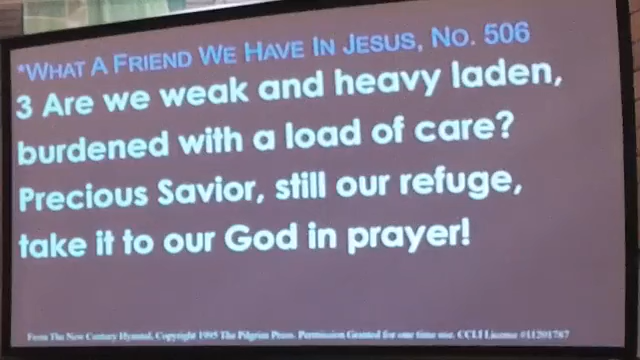 *WHAT A FRIEND WE HAVE IN JESUS, NO. 506
3 Are we weak and heavy laden,
burdened with a load of care?
Precious Savior, still our refuge,
take it to our God in prayer!
From The New Century Hymnal, Copyright 1995 The Pilgrim Press. Permission Granted for one time use. CCLI License #11201787